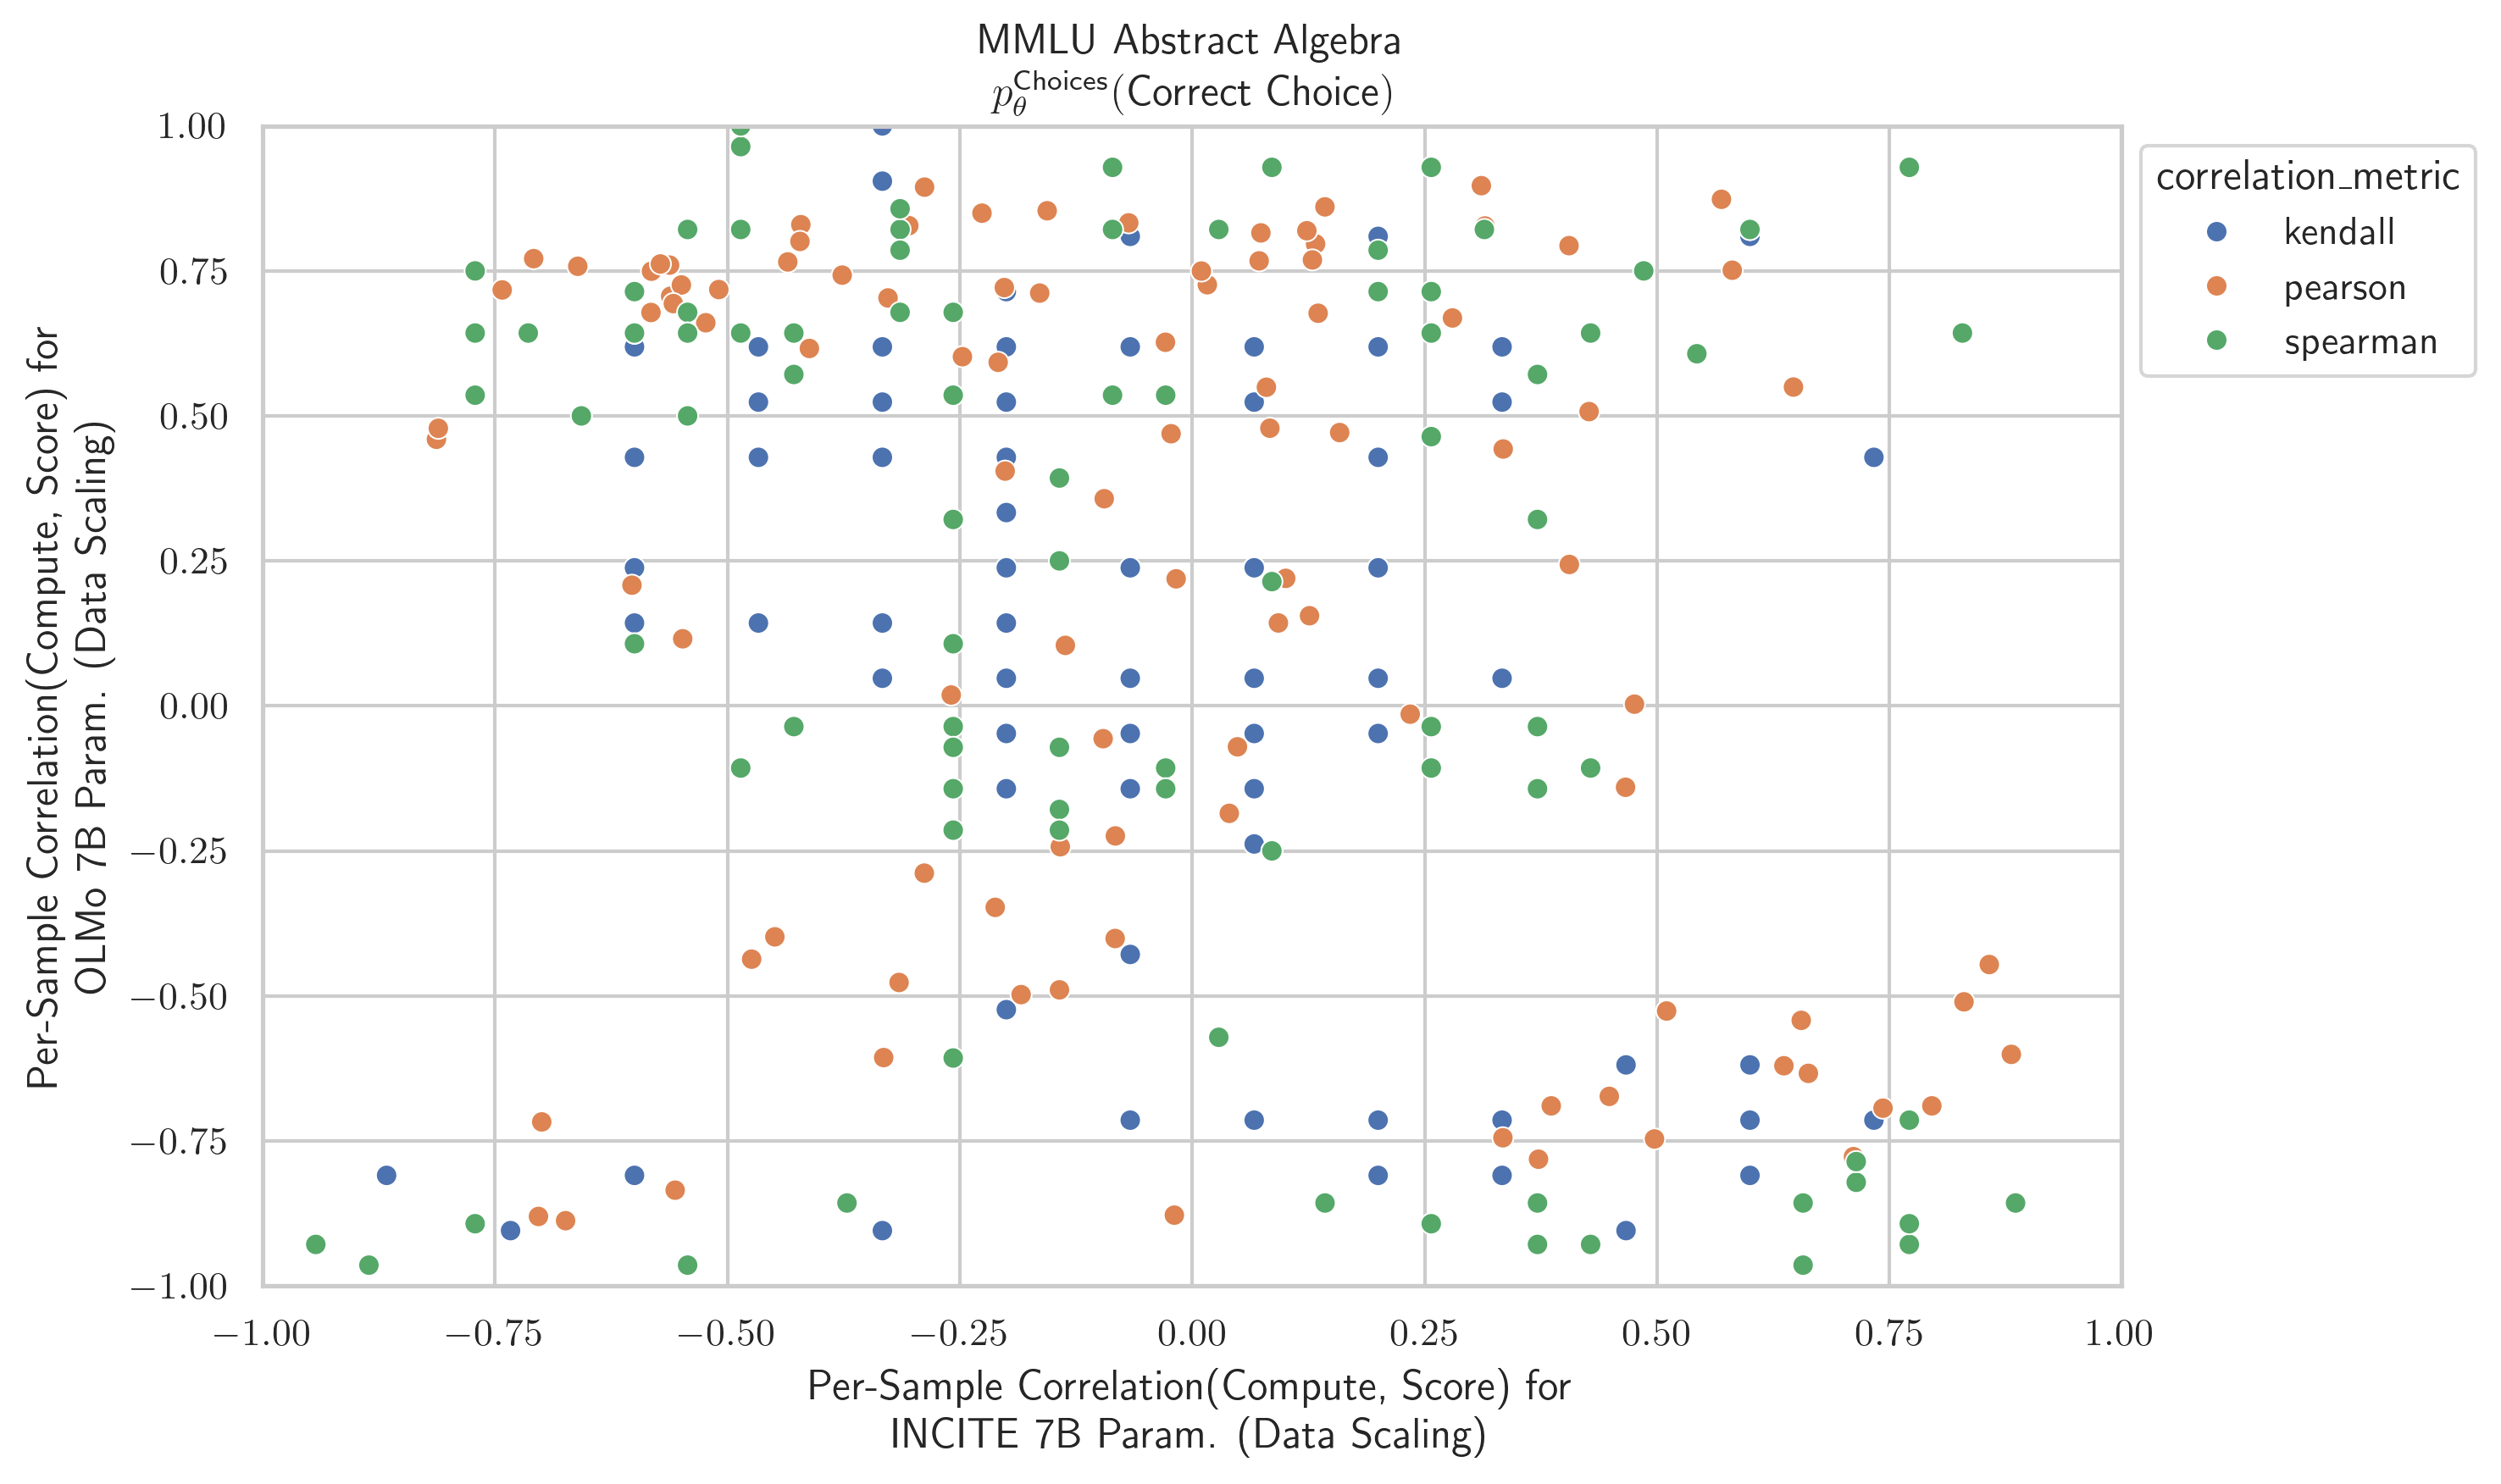 MMLU Abstract Algebra
p_θ^Choices(Correct Choice)
1.00
0.75
0.50
0.25
0.00
−0.25
−0.50
−0.75
−1.00
Per-Sample Correlation(Compute, Score) for
OLMo 7B Param. (Data Scaling)
−1.00 −0.75 −0.50 −0.25 0.00 0.25 0.50 0.75 1.00
Per-Sample Correlation(Compute, Score) for
INCITE 7B Param. (Data Scaling)
correlation_metric
kendall
pearson
spearman